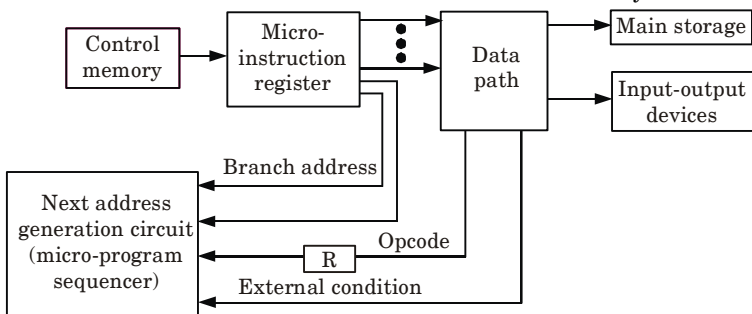 Control
memory
Micro-
instruction
register
Data
path
Main storage
Input-output
devices
Branch address
Next address
generation circuit
(micro-program
sequencer)
Opcode
R
External condition